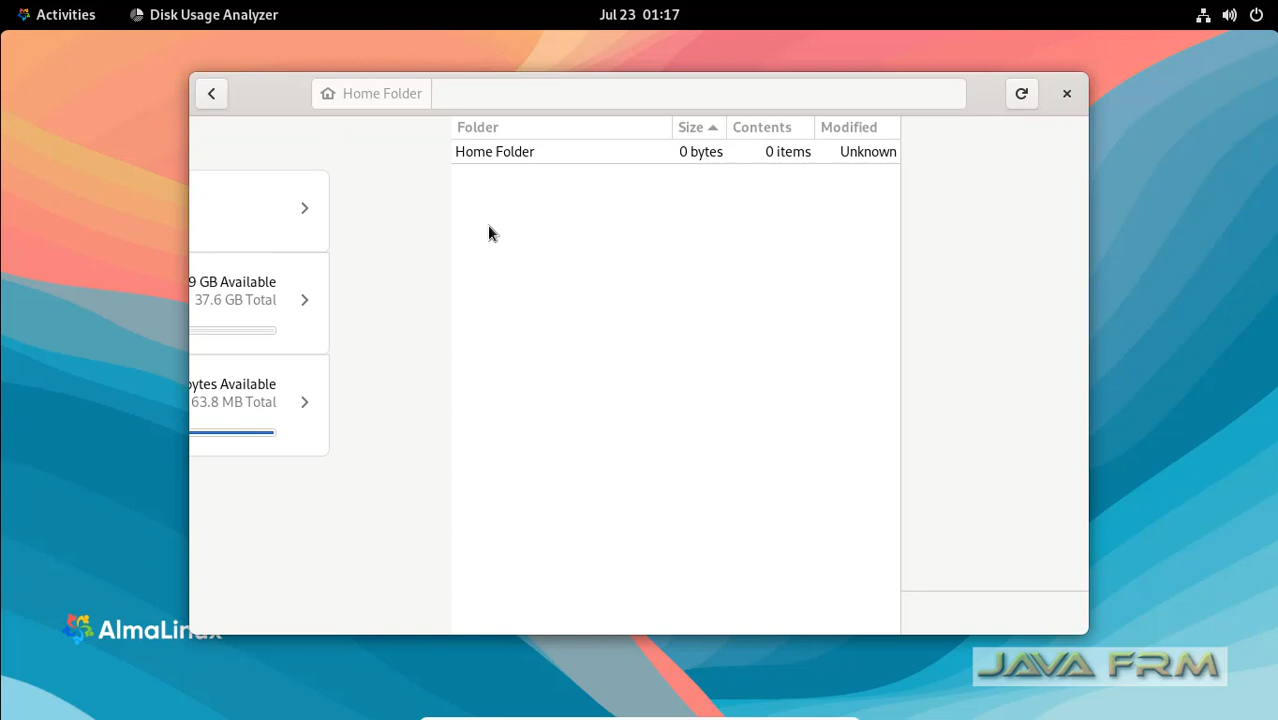 Activities Disk Usage Analyzer Jul 23 01:17
Home Folder
Folder Size Contents Modified
Home Folder 0 bytes 0 items Unknown
9 GB Available
37.6 GB Total
bytes Available
63.8 MB Total
AlmaLinux
JAVA FRM